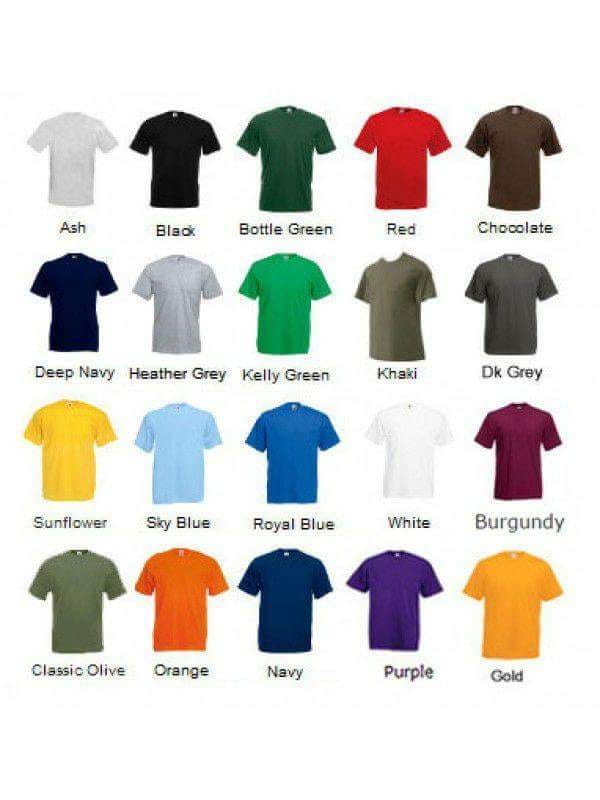 Ash
Black
Bottle Green
Red
Chocolate
Deep Navy
Heather Grey
Kelly Green
Khaki
Dk Grey
Sunflower
Sky Blue
Royal Blue
White
Burgundy
Classic Olive
Orange
Navy
Purple
Gold